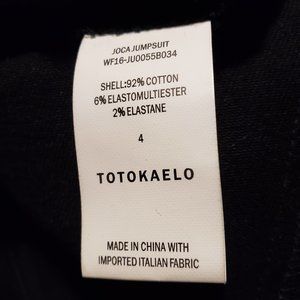 JOCA JUMPSUIT
WF16-JU0055B034
SHELL:92% COTTON
6% ELASTOMULTIESTER
2% ELASTANE
4
TOTOKAELO
MADE IN CHINA WITH
IMPORTED ITALIAN FABRIC